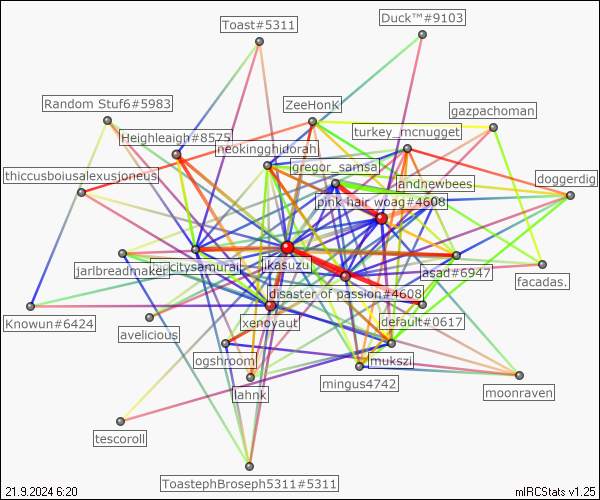 Toast#5311
Duck™#9103
Random Stuf6#5983
ZeeHonK
gazpachoman
Heighleaigh#8575
turkey_mcnugget
neokingghidorah
gregor_samsa
thiccusboiusalexusjoneus
andnewbees
doggerdig
pink hair woag#4608
jarlbreadmaker
bigcitysamurai
jkasuzu
asad#6947
facadas.
disaster of passion#4608
Knowun#6424
avelicious
xenoyaut
default#0617
ogshroom
mukszi
mingus4742
lahnk
moonraven
tescoroll
ToastephBroseph5311#5311
21.9.2024 6:20
mIRCStats v1.25